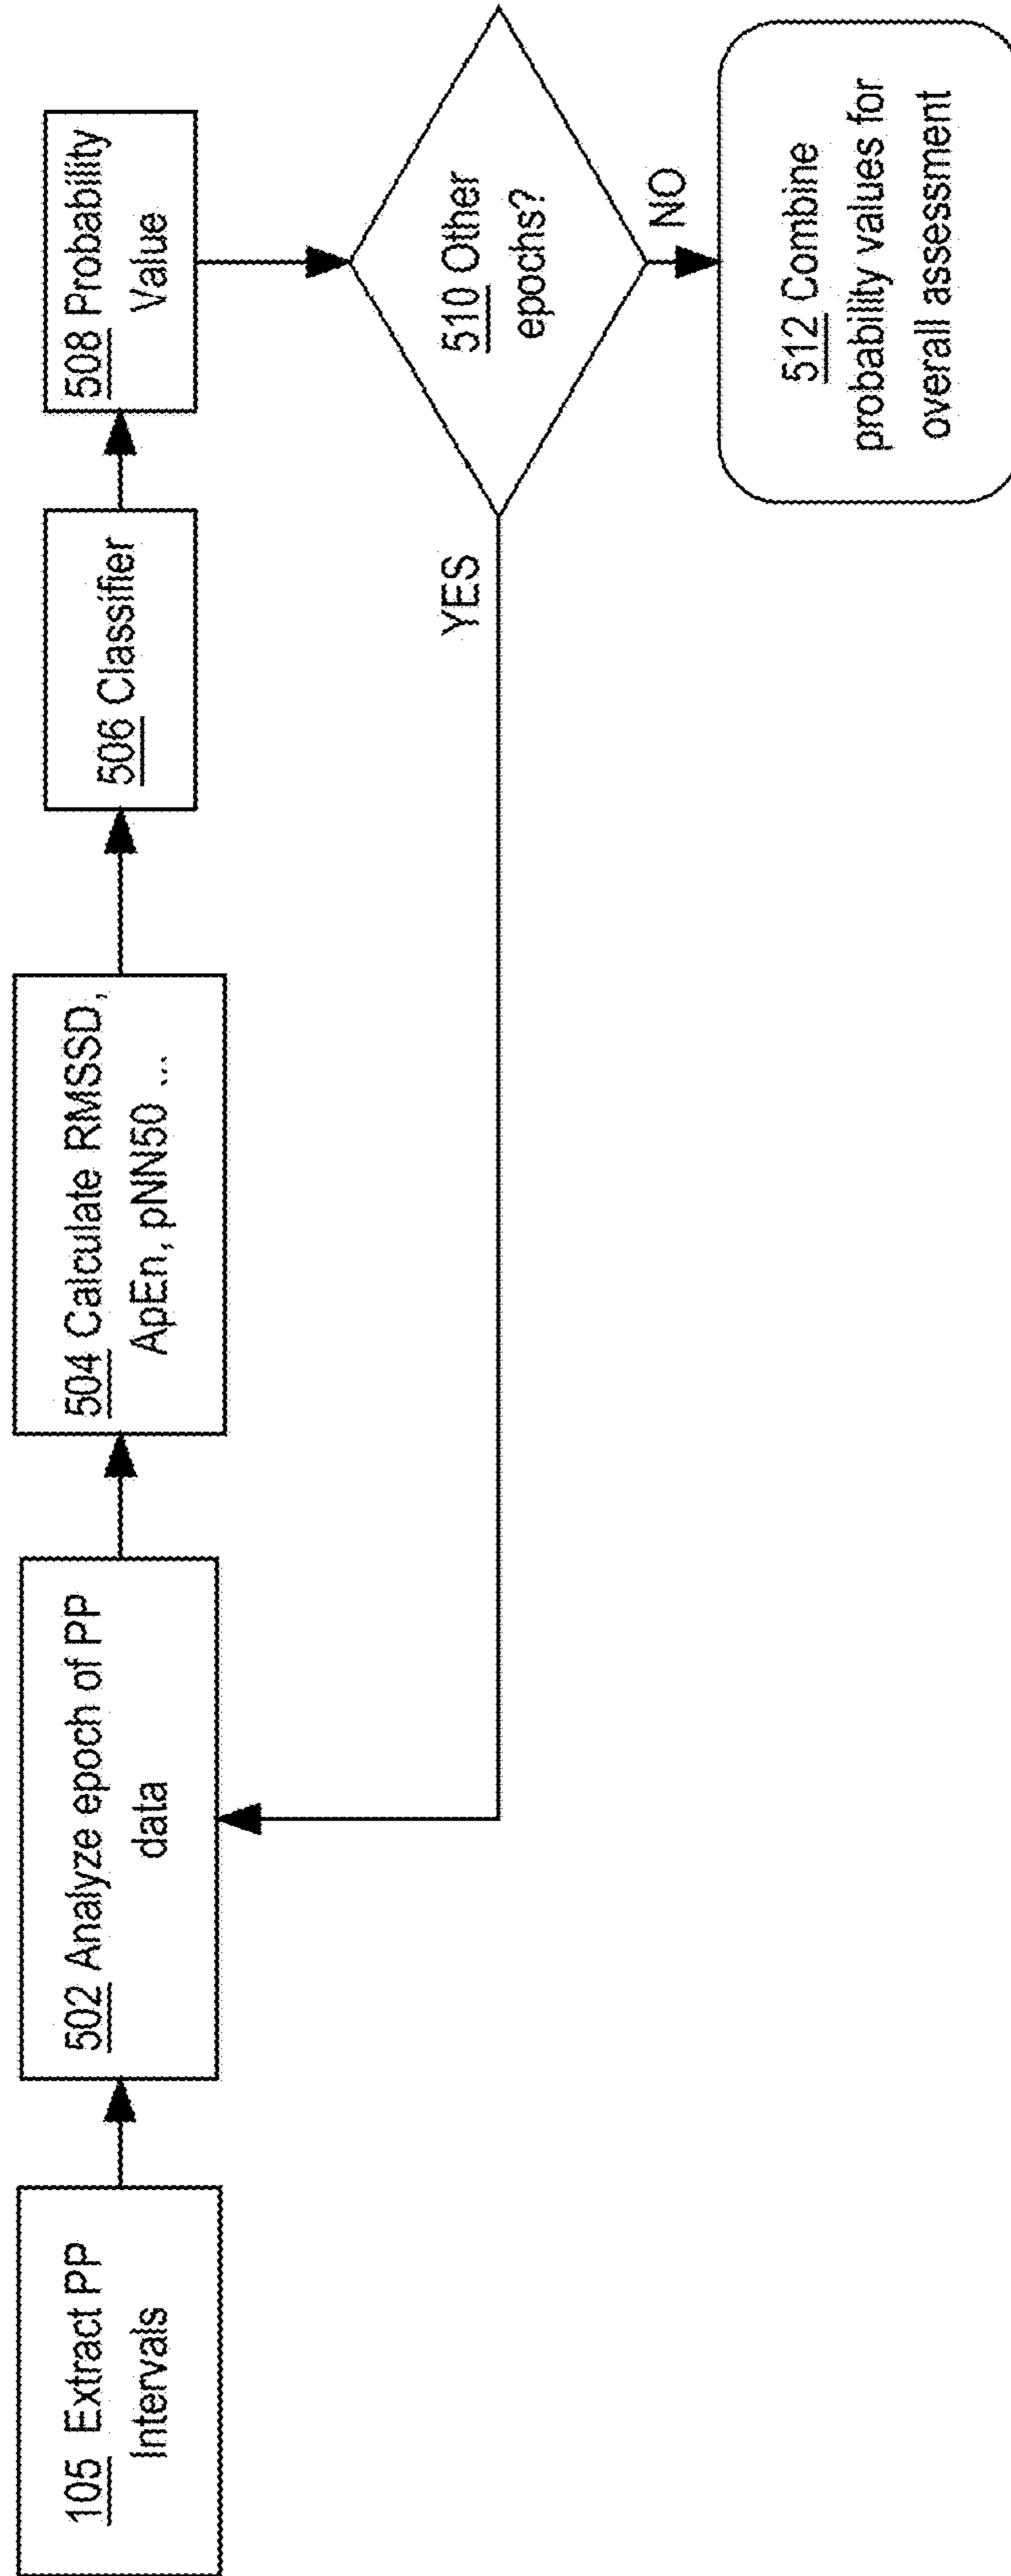 105 Extract PP
Intervals
502 Analyze epoch of PP
data
504 Calculate RMSSD,
ApEn, pNN50 ...
506 Classifier
508 Probability
Value
510 Other
epochs?
YES
NO
512 Combine
probability values for
overall assessment